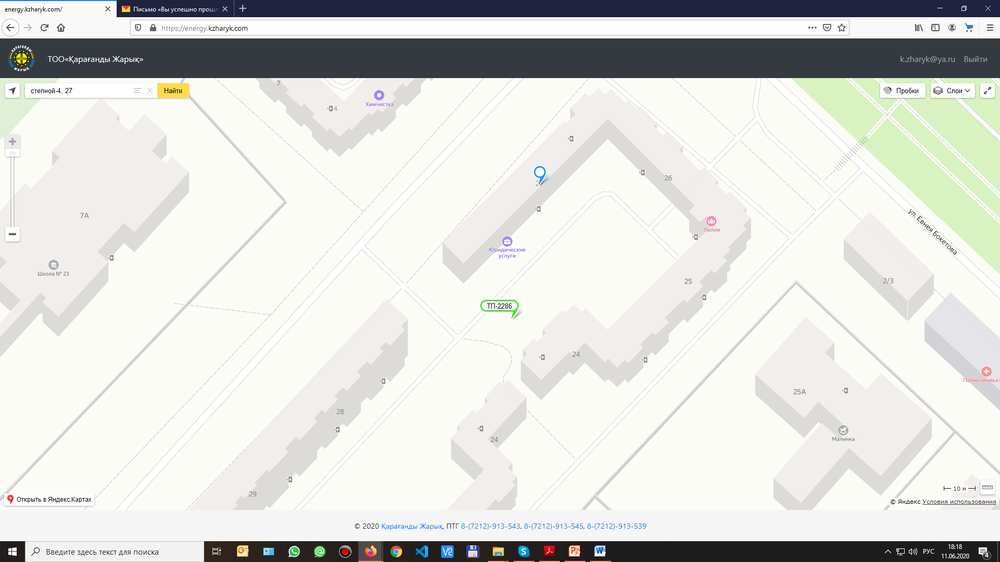 energy.kzharyk.com/
Письмо «Вы успешно прошл
https://energy.kzharyk.com
ҚАРАҒАНДЫ
ЖАРЫҚ
ТОО«Қарағанды Жарық»
k.zharyk@ya.ru Выйти
степной-4, 27
Найти
Пробки
Слои
7
4
Химчистка
26
7А
Лилия
ул. Евнея Бокетова
Юридические
услуги
Школа № 23
25
2/3
ТП-2286
24
Поликлиника
25А
28
24
Малинка
29
10 м
Открыть в Яндекс.Картах
© Яндекс Условия использования
© 2020 Қарағанды Жарық, ПТГ 8-(7212)-913-543, 8-(7212)-913-545, 8-(7212)-913-539
Введите здесь текст для поиска
РУС
18:18
11.06.2020
4